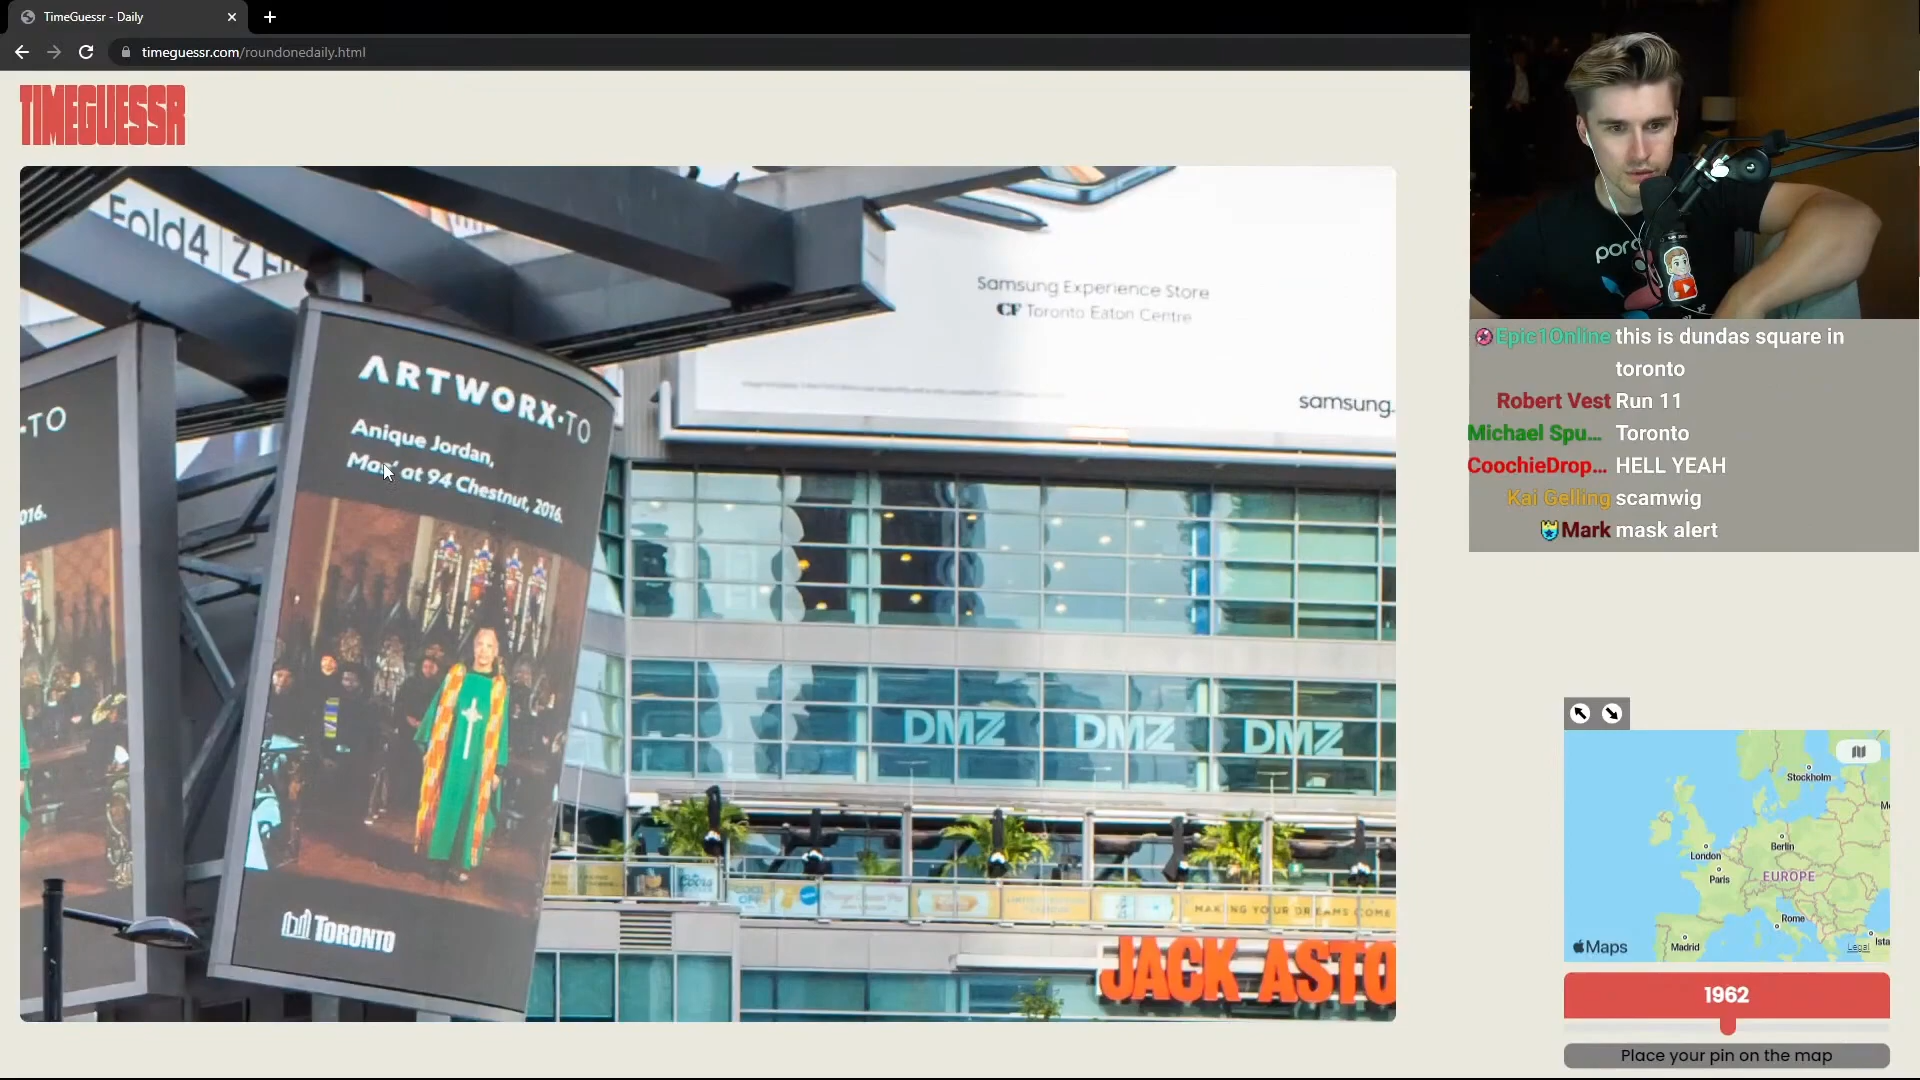 TimeGuessr - Daily
timeguessr.com/roundonedaily.html
TIMEGUESSR
Fold4 | Z
Samsung Experience Store
CF Toronto Eaton Centre
samsung.
ARTWORX·TO
Anique Jordan,
Mas' at 94 Chestnut, 2016.
·TO
016.
DMZ DMZ DMZ
Coors
MAKING YOUR DREAMS COME
TORONTO
JACK ASTO
Epic1Online this is dundas square in
toronto
Robert Vest Run 11
Michael Spu... Toronto
CoochieDrop... HELL YEAH
Kai Gelling scamwig
Mark mask alert
Stockholm
Berlin
London
Paris
EUROPE
Rome
Madrid
Maps
Legal
Ista
1962
Place your pin on the map